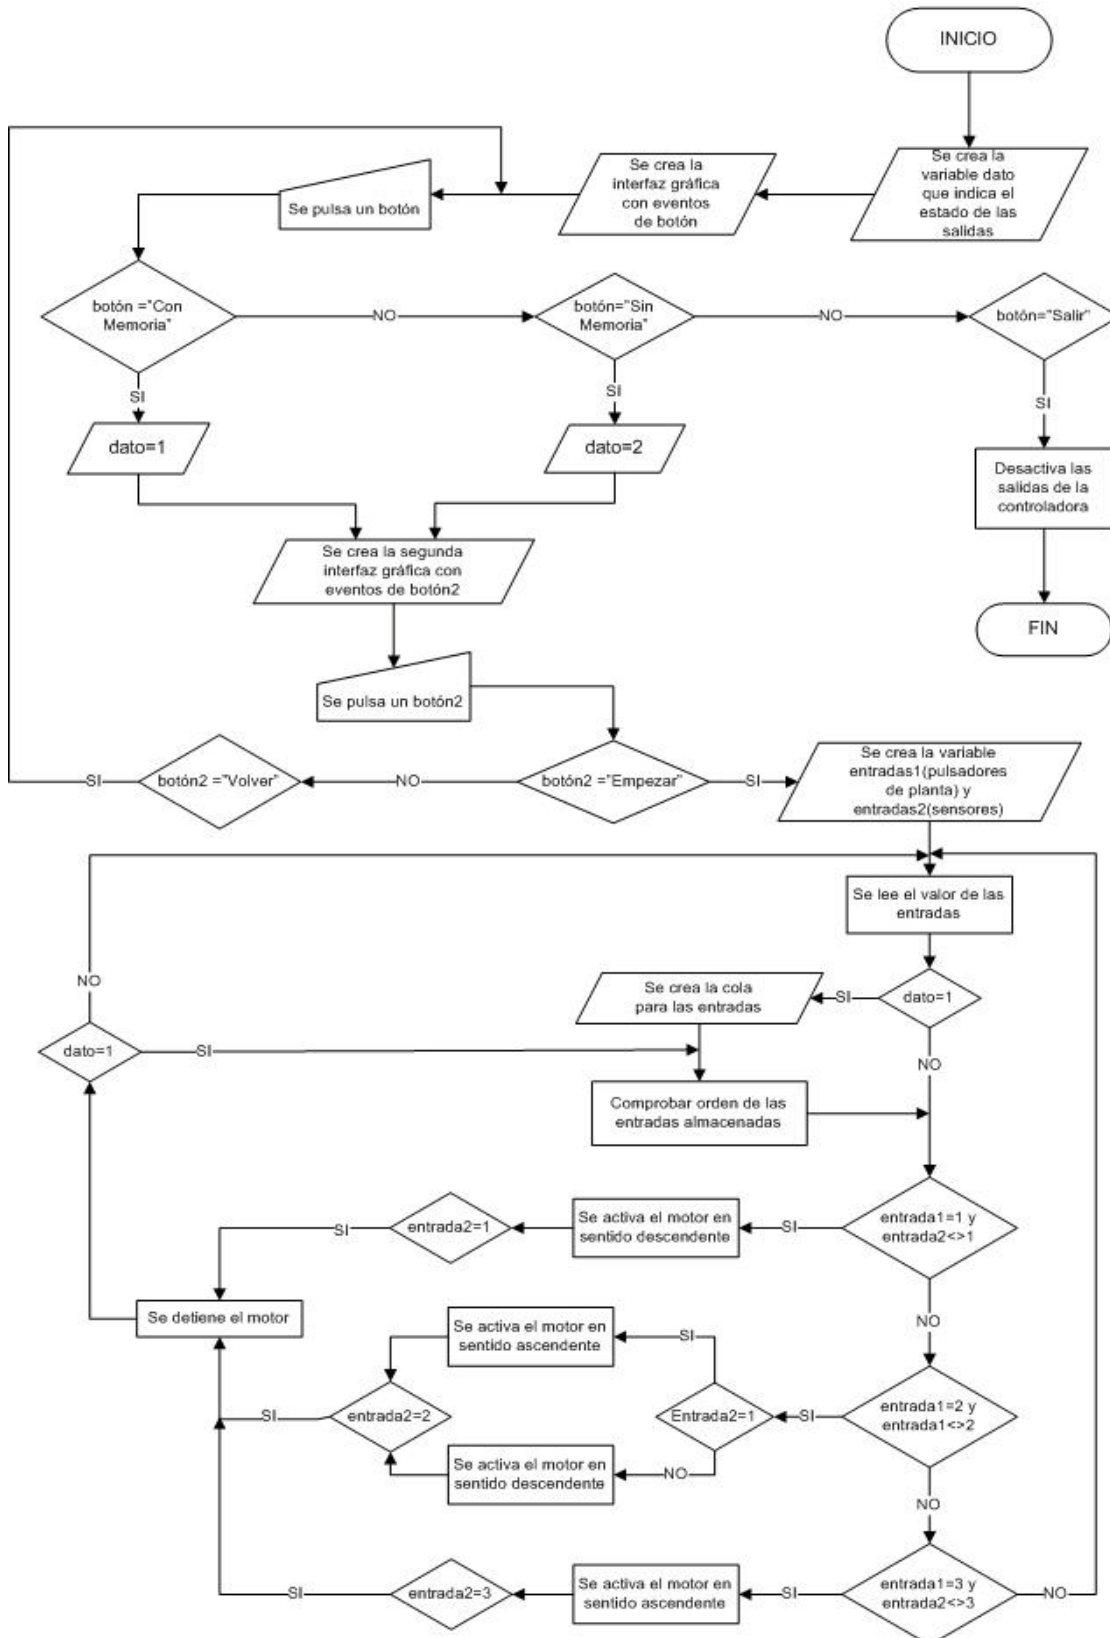 INICIO
Se crea la
variable dato
que indica el
estado de las
salidas
Se crea la
interfaz gráfica
con eventos
de botón
Se pulsa un botón
botón ="Con
Memoria"
NO
botón="Sin
Memoria"
NO
botón="Salir"
SI
SI
SI
dato=1
dato=2
Desactiva las
salidas de la
controladora
FIN
Se crea la segunda
interfaz gráfica con
eventos de botón2
Se pulsa un botón2
botón2 ="Empezar"
NO
botón2 ="Volver"
SI
SI
Se crea la variable
entradas1(pulsadores
de planta) y
entradas2(sensores)
Se lee el valor de las
entradas
dato=1
SI
Se crea la cola
para las entradas
NO
NO
dato=1
SI
Comprobar orden de las
entradas almacenadas
entrada1=1 y
entrada2<>1
SI
Se activa el motor en
sentido descendente
entrada2=1
SI
Se detiene el motor
NO
entrada1=2 y
entrada1<>2
SI
Entrada2=1
SI
Se activa el motor en
sentido ascendente
NO
Se activa el motor en
sentido descendente
entrada2=2
SI
NO
entrada1=3 y
entrada2<>3
NO
SI
Se activa el motor en
sentido ascendente
entrada2=3
SI